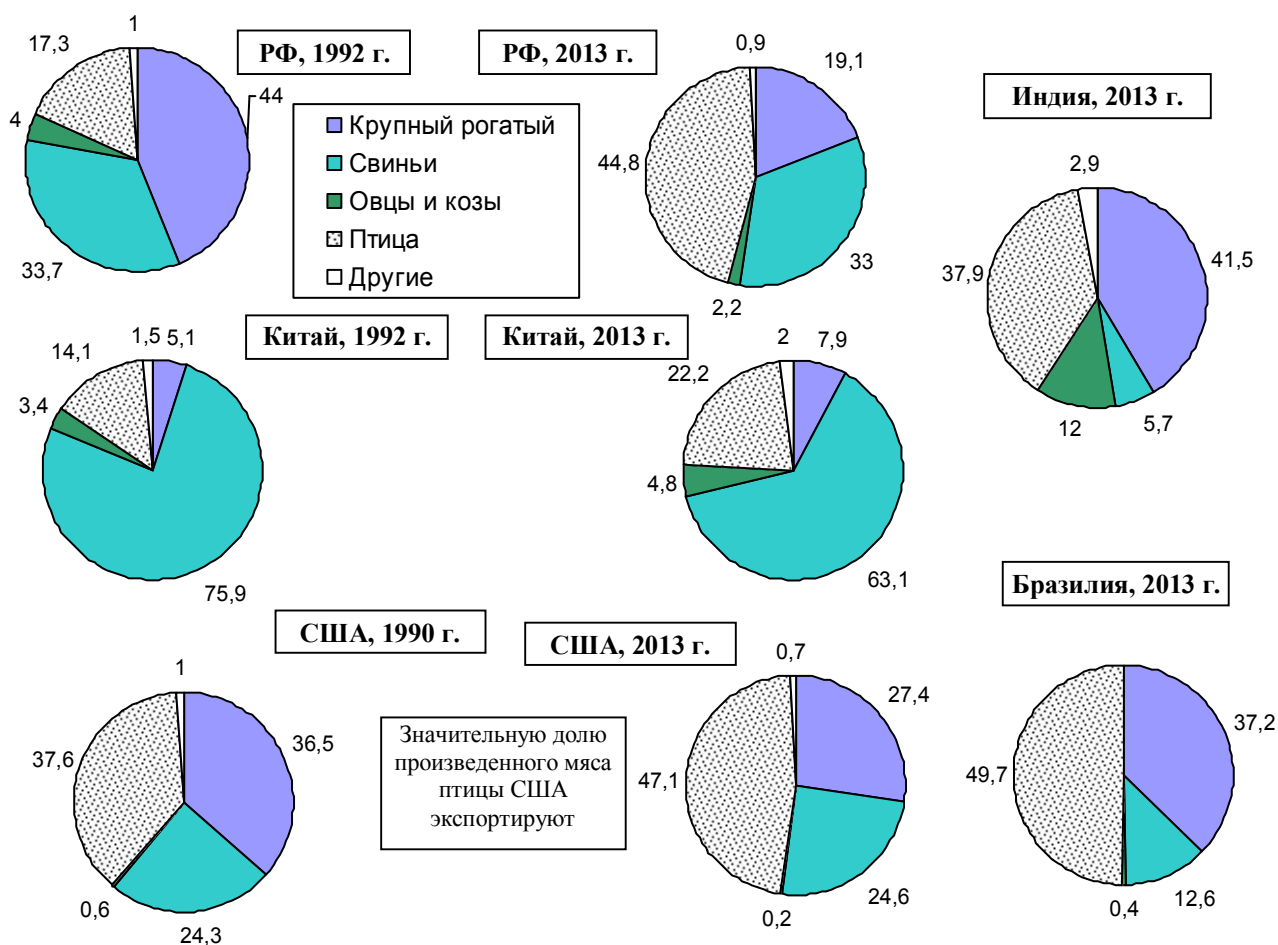 РФ, 1992 г.
1
17,3
4
33,7
44
Крупный рогатый
Свиньи
Овцы и козы
Птица
Другие
РФ, 2013 г.
0,9
19,1
44,8
2,2
33
Индия, 2013 г.
2,9
41,5
37,9
12
5,7
Китай, 1992 г.
1,5
5,1
14,1
3,4
75,9
Китай, 2013 г.
2
7,9
22,2
4,8
63,1
США, 1990 г.
1
36,5
37,6
0,6
24,3
Значительную долю
произведенного мяса
птицы США
экспортируют
США, 2013 г.
0,7
27,4
47,1
0,2
24,6
Бразилия, 2013 г.
37,2
49,7
0,4
12,6